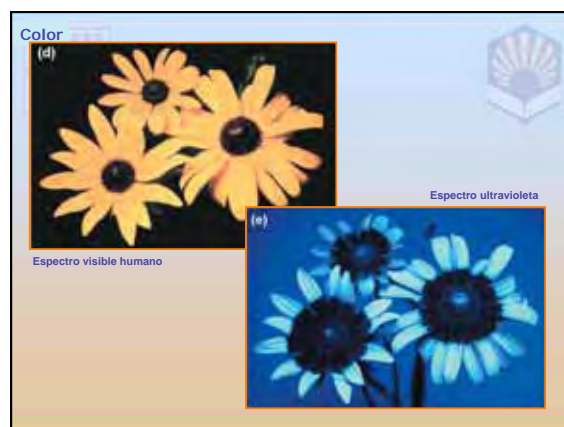 Color
(d)
Espectro ultravioleta
(e)
Espectro visible humano